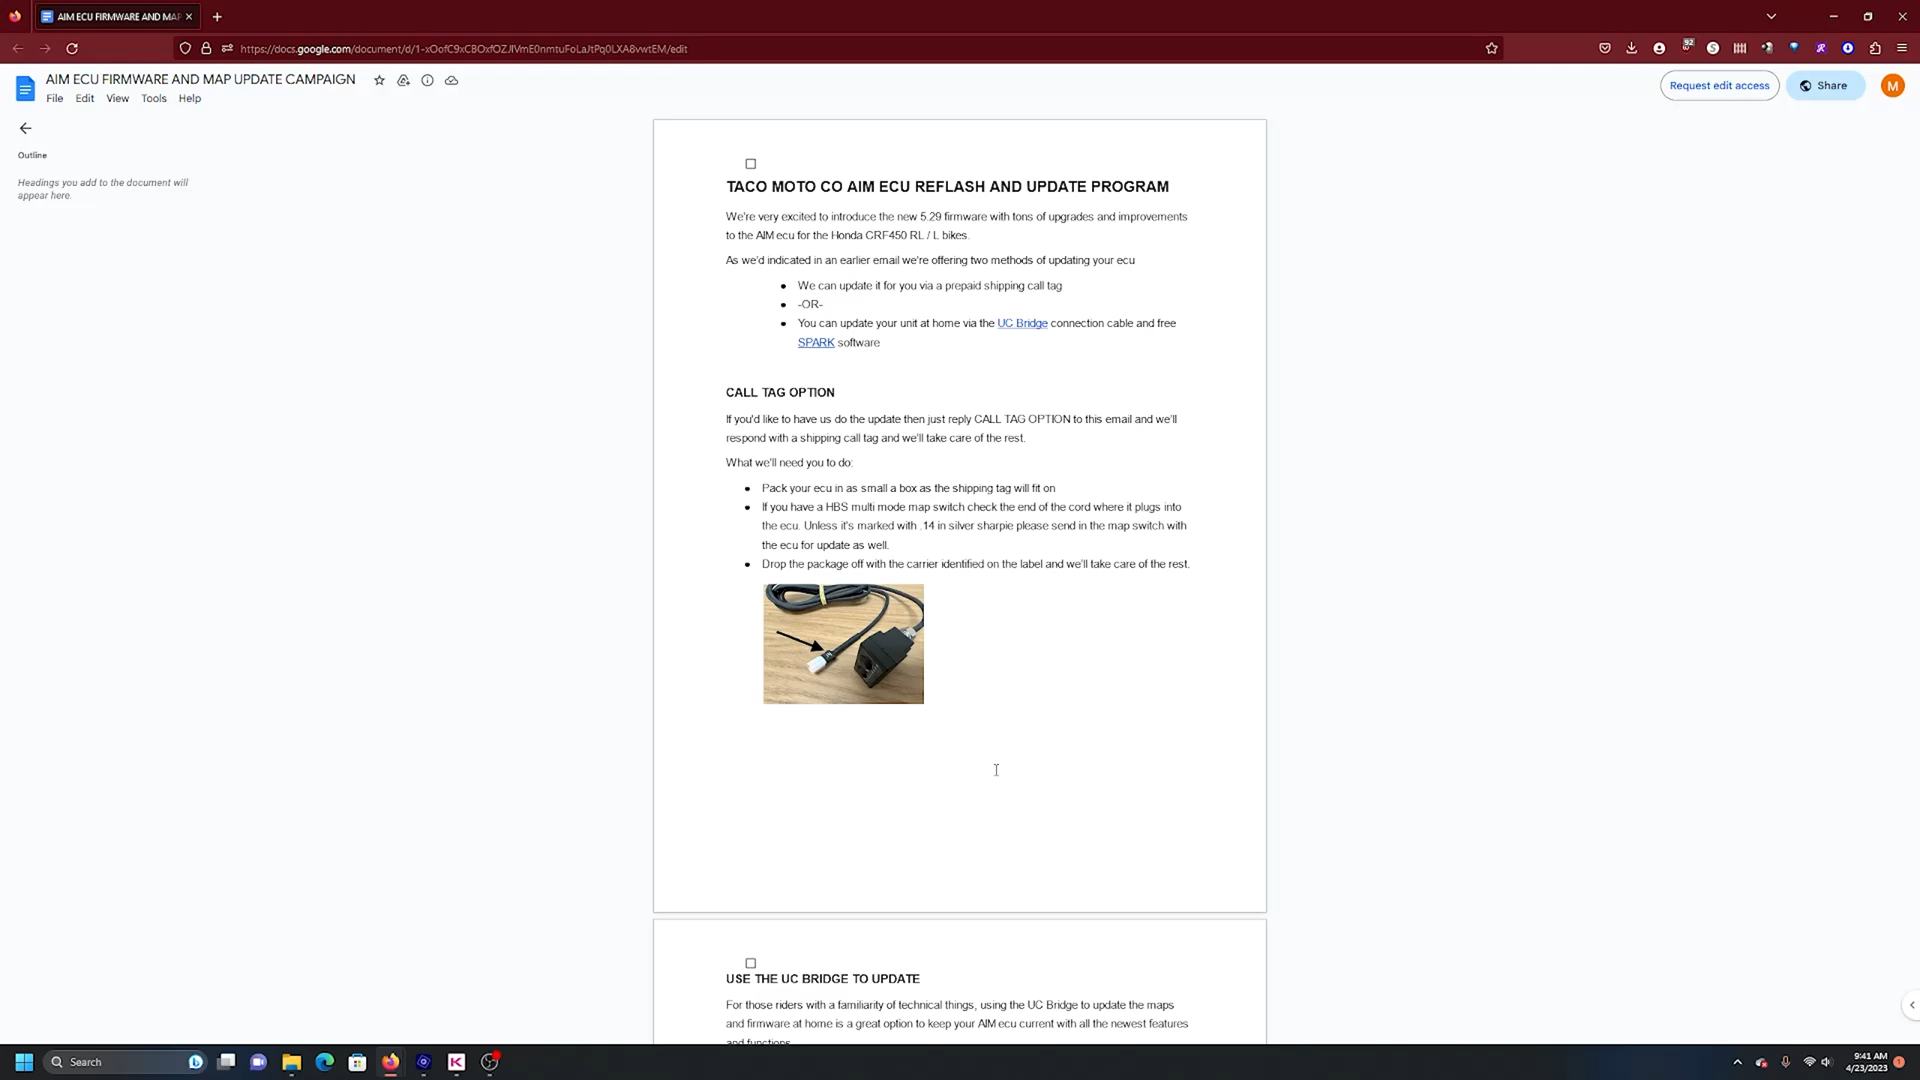 AIM ECU FIRMWARE AND MAP
https://docs.google.com/document/d/1-xOofC9xCBOxfOZJIVmE0nmtuFoLaJtPq0LXA8vwtEM/edit
92
AIM ECU FIRMWARE AND MAP UPDATE CAMPAIGN
File Edit View Tools Help
Request edit access
Share
M
Outline
Headings you add to the document will
appear here.
TACO MOTO CO AIM ECU REFLASH AND UPDATE PROGRAM
We're very excited to introduce the new 5.29 firmware with tons of upgrades and improvements
to the AIM ecu for the Honda CRF450 RL / L bikes.
As we'd indicated in an earlier email we're offering two methods of updating your ecu
● We can update it for you via a prepaid shipping call tag
● -OR-
● You can update your unit at home via the UC Bridge connection cable and free
SPARK software
CALL TAG OPTION
If you'd like to have us do the update then just reply CALL TAG OPTION to this email and we'll
respond with a shipping call tag and we'll take care of the rest.
What we'll need you to do:
● Pack your ecu in as small a box as the shipping tag will fit on
● If you have a HBS multi mode map switch check the end of the cord where it plugs into
the ecu. Unless it's marked with .14 in silver sharpie please send in the map switch with
the ecu for update as well.
● Drop the package off with the carrier identified on the label and we'll take care of the rest.
USE THE UC BRIDGE TO UPDATE
For those riders with a familiarity of technical things, using the UC Bridge to update the maps
and firmware at home is a great option to keep your AIM ecu current with all the newest features
and functions
Search
9:41 AM
4/23/2023
1